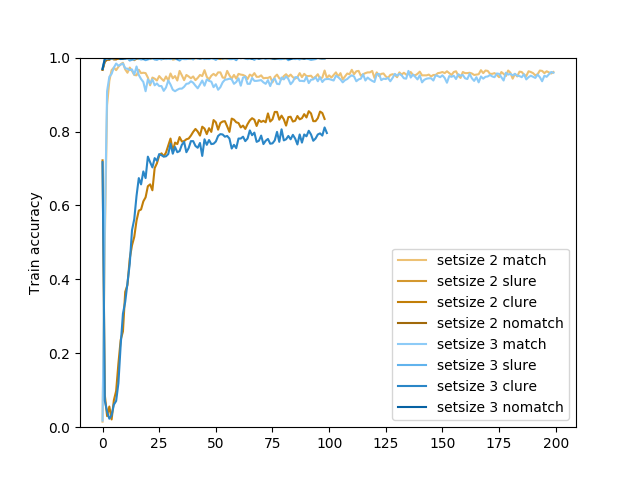 1.0
0.8
0.6
0.4
0.2
0.0
Train accuracy
0 25 50 75 100 125 150 175 200
setsize 2 match
setsize 2 slure
setsize 2 clure
setsize 2 nomatch
setsize 3 match
setsize 3 slure
setsize 3 clure
setsize 3 nomatch